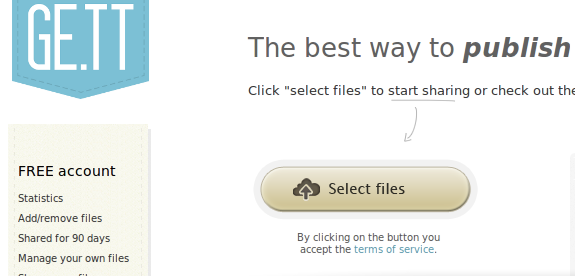 GE.TT
The best way to publish
Click "select files" to start sharing or check out the
Select files
By clicking on the button you
accept the terms of service.
FREE account
Statistics
Add/remove files
Shared for 90 days
Manage your own files